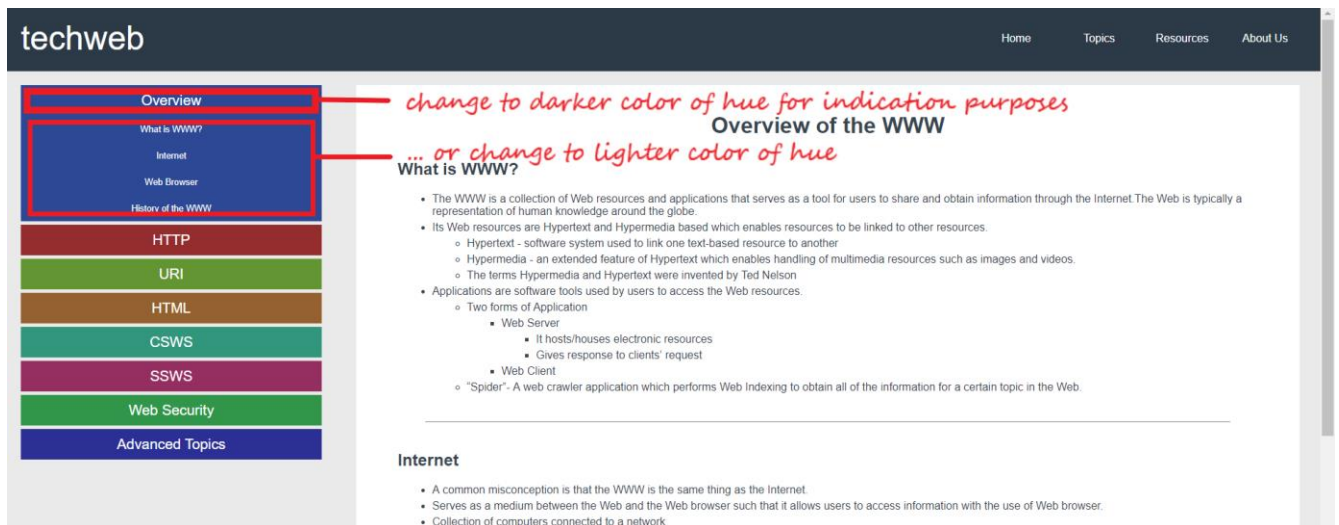 techweb
Home Topics Resources About Us
Overview
What is WWW?
Internet
Web Browser
History of the WWW
HTTP
URI
HTML
CSWS
SSWS
Web Security
Advanced Topics
change to darker color of hue for indication purposes
Overview of the WWW
... or change to lighter color of hue
What is WWW?
• The WWW is a collection of Web resources and applications that serves as a tool for users to share and obtain information through the Internet.The Web is typically a
representation of human knowledge around the globe.
• Its Web resources are Hypertext and Hypermedia based which enables resources to be linked to other resources.
○ Hypertext - software system used to link one text-based resource to another
○ Hypermedia - an extended feature of Hypertext which enables handling of multimedia resources such as images and videos.
○ The terms Hypermedia and Hypertext were invented by Ted Nelson
• Applications are software tools used by users to access the Web resources.
○ Two forms of Application
▪ Web Server
▪ It hosts/houses electronic resources
▪ Gives response to clients' request
▪ Web Client
○ "Spider"- A web crawler application which performs Web Indexing to obtain all of the information for a certain topic in the Web.
Internet
• A common misconception is that the WWW is the same thing as the Internet.
• Serves as a medium between the Web and the Web browser such that it allows users to access information with the use of Web browser.
• Collection of computers connected to a network